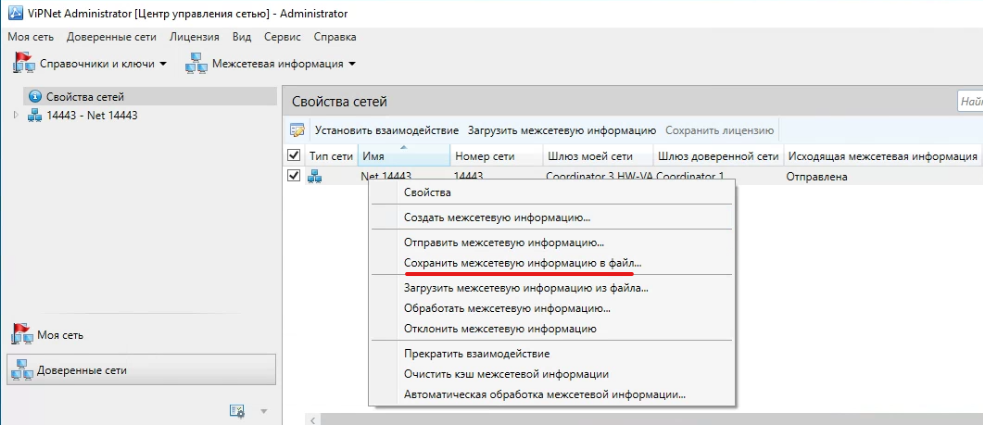 ViPNet Administrator [Центр управления сетью] - Administrator
Моя сеть Доверенные сети Лицензия Вид Сервис Справка
Справочники и ключи Межсетевая информация
Свойства сетей
14443 - Net 14443
Моя сеть
Доверенные сети
Свойства сетей
Най
Установить взаимодействие Загрузить межсетевую информацию Сохранить лицензию
Тип сети Имя Номер сети Шлюз моей сети Шлюз доверенной сети Исходящая межсетевая информация
Net 14443 14443 Coordinator 3 HW-VA Coordinator 1 Отправлена
Свойства
Создать межсетевую информацию...
Отправить межсетевую информацию...
Сохранить межсетевую информацию в файл...
Загрузить межсетевую информацию из файла...
Обработать межсетевую информацию...
Отклонить межсетевую информацию
Прекратить взаимодействие
Очистить кэш межсетевой информации
Автоматическая обработка межсетевой информации...